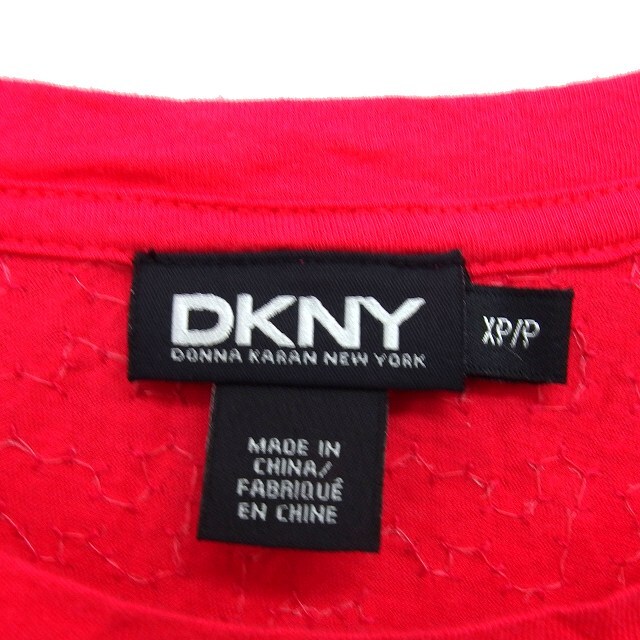 DKNY
DONNA KARAN NEW YORK
XP/P
MADE IN
CHINA/
FABRIQUÉ
EN CHINE